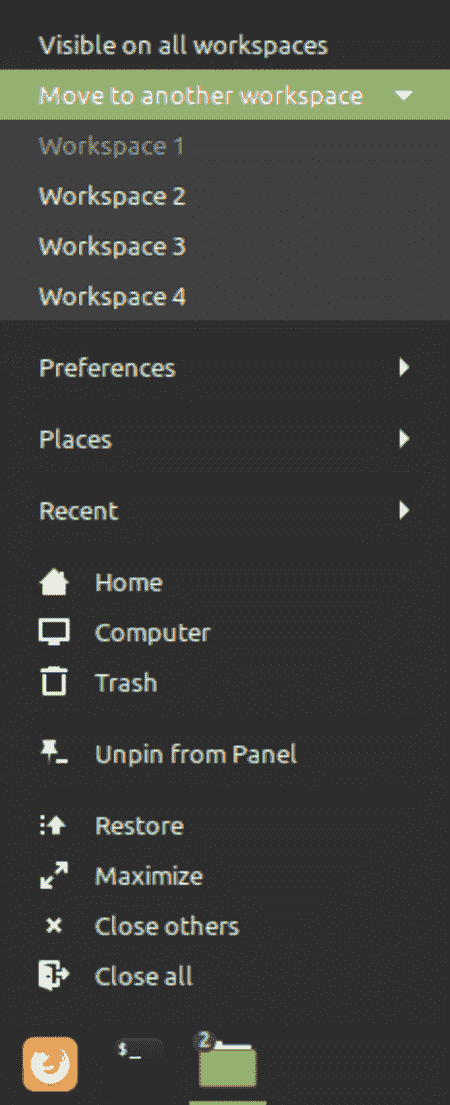 Visible on all workspaces
Move to another workspace
Workspace 1
Workspace 2
Workspace 3
Workspace 4
Preferences
Places
Recent
Home
Computer
Trash
Unpin from Panel
Restore
Maximize
Close others
Close all
$_ 2